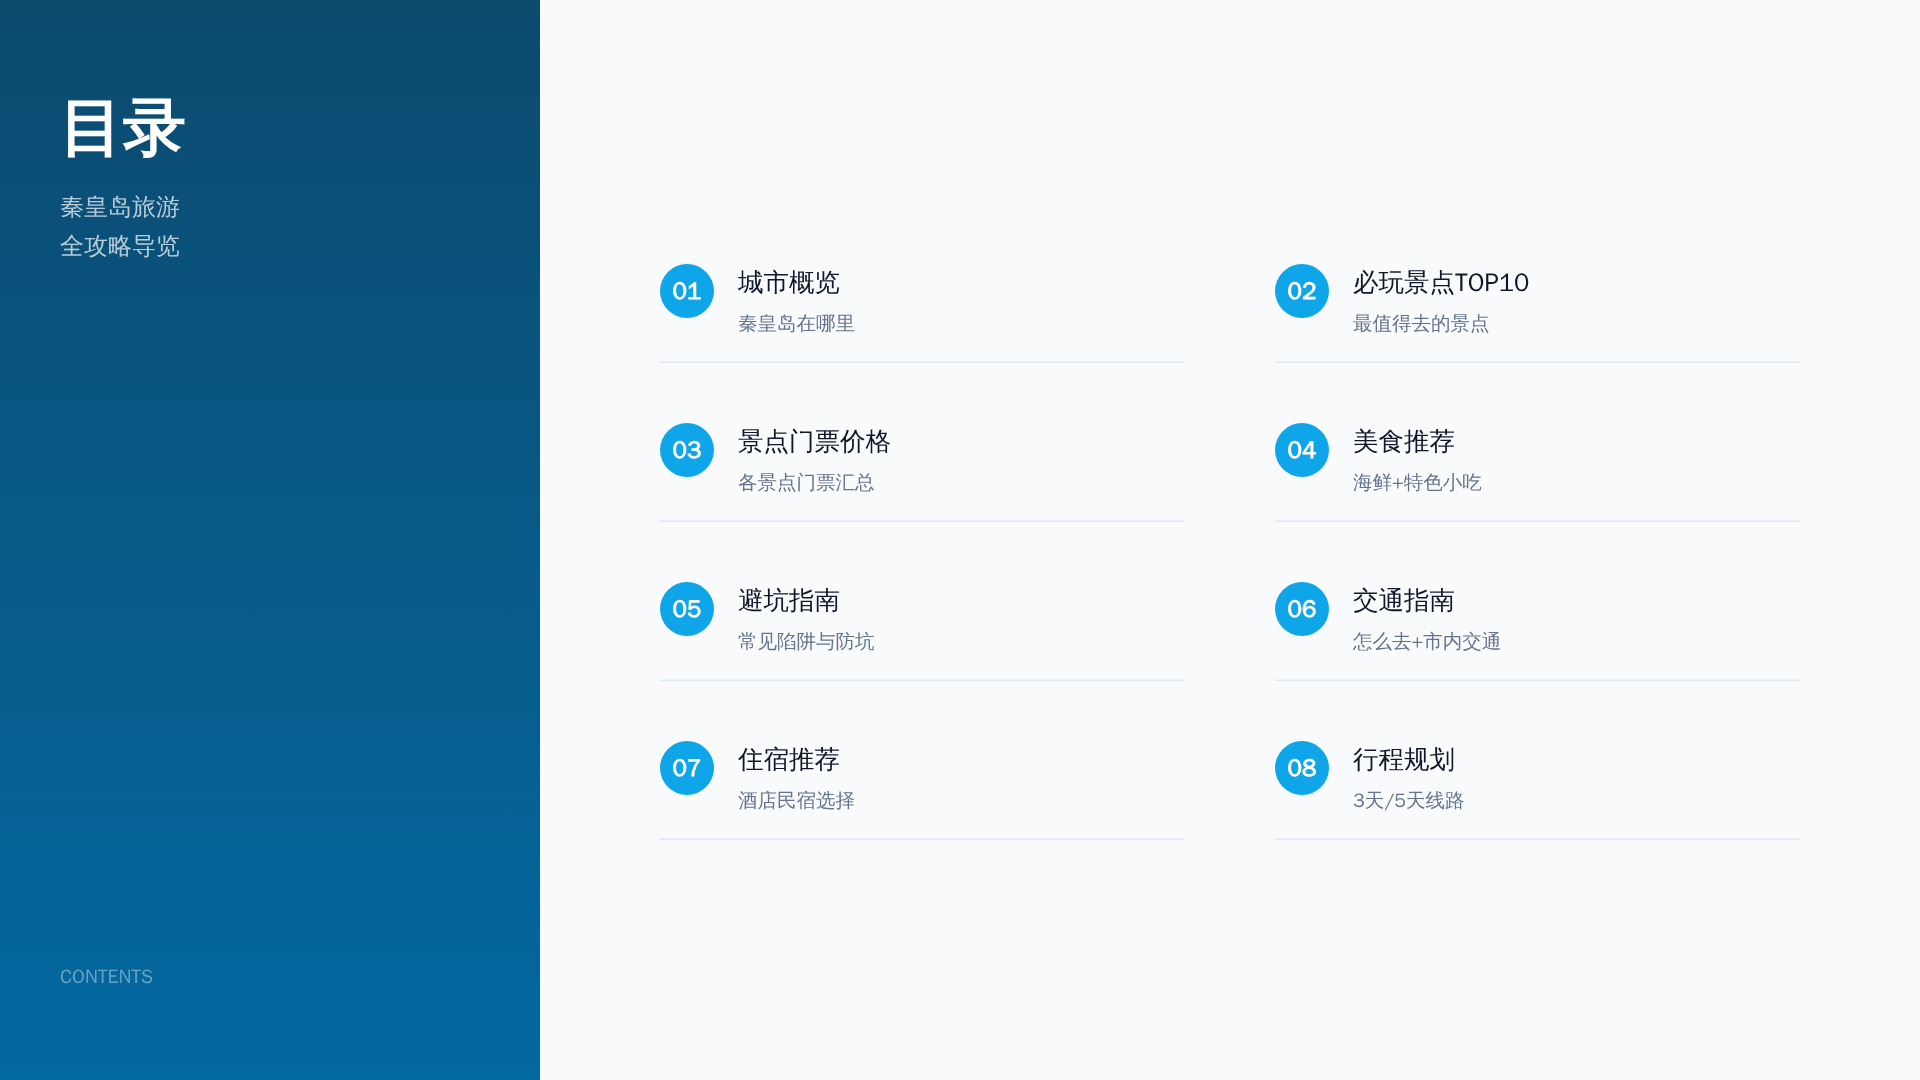 目录
秦皇岛旅游
全攻略导览
CONTENTS
01
城市概览
秦皇岛在哪里
02
必玩景点TOP10
最值得去的景点
03
景点门票价格
各景点门票汇总
04
美食推荐
海鲜+特色小吃
05
避坑指南
常见陷阱与防坑
06
交通指南
怎么去+市内交通
07
住宿推荐
酒店民宿选择
08
行程规划
3天/5天线路